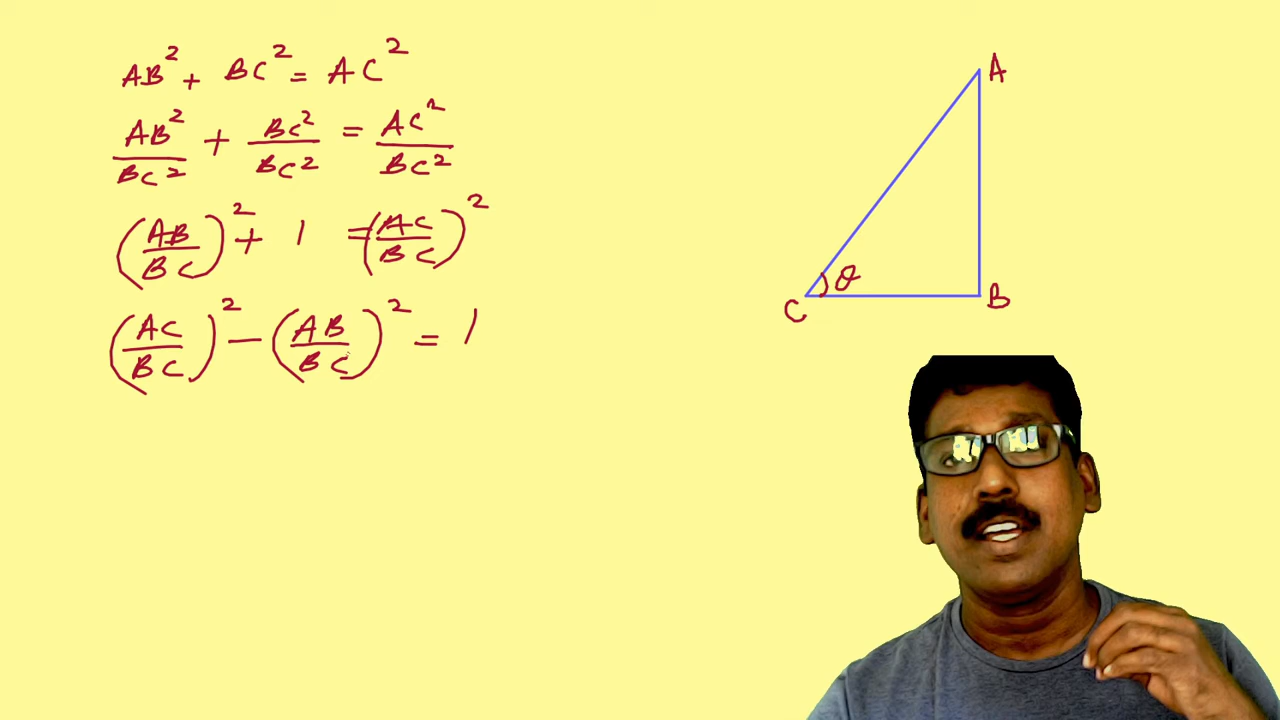 AB² + BC² = AC²
AB²/BC² + BC²/BC² = AC²/BC²
(AB/BC)² + 1 = (AC/BC)²
(AC/BC)² - (AB/BC)² = 1
A
θ
C
B